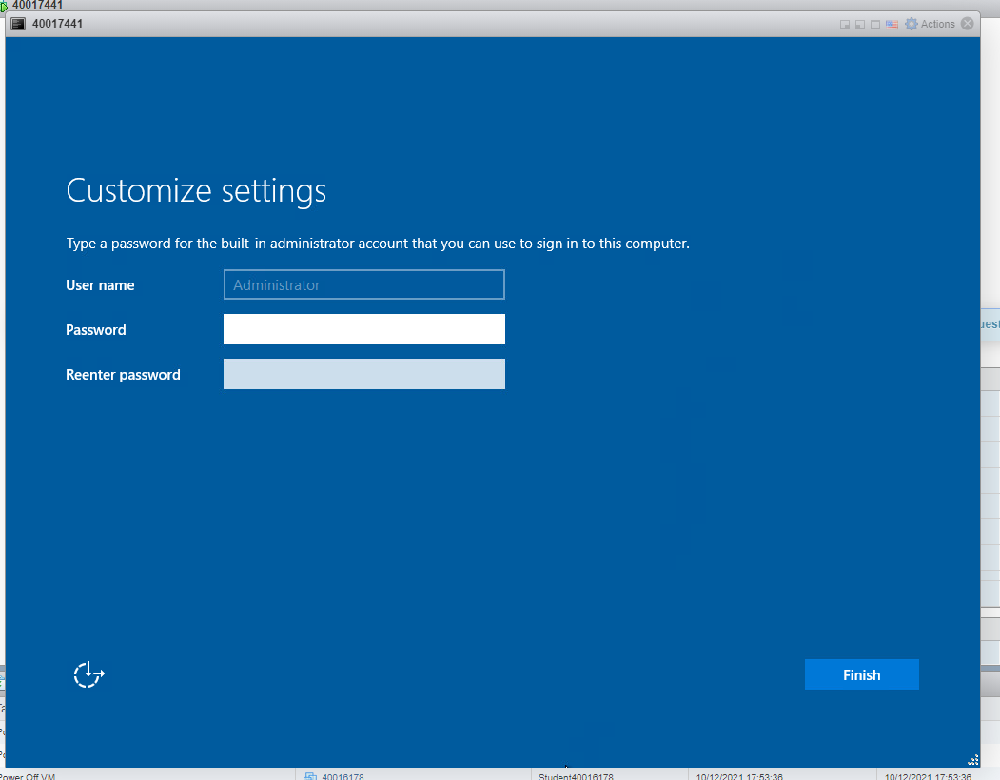 40017441
40017441
Actions
Customize settings
Type a password for the built-in administrator account that you can use to sign in to this computer.
User name
Administrator
Password
Reenter password
uest
Finish
Power Off VM
40016178
Student40016178
10/12/2021 17:53:36
10/12/2021 17:53:36